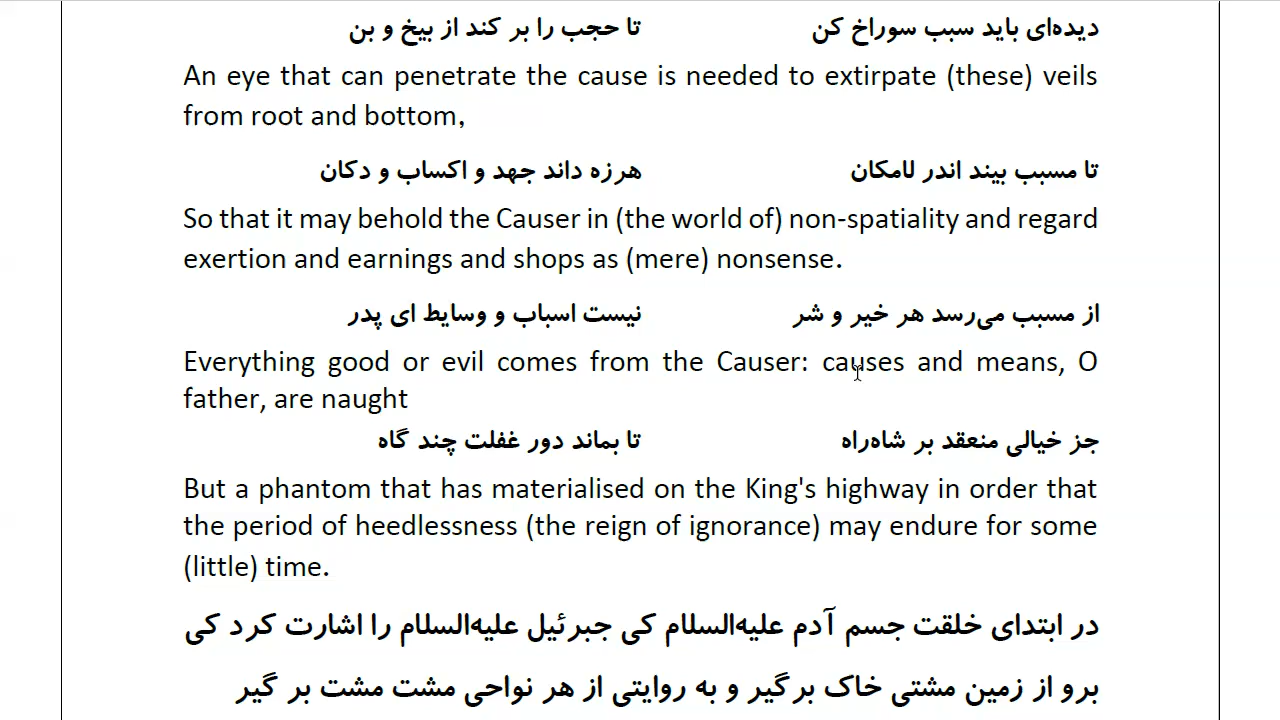 دیده‌ای باید سبب سوراخ کن تا حجب را بر کند از بیخ و بن
An eye that can penetrate the cause is needed to extirpate (these) veils
from root and bottom,
تا مسبب بیند اندر لامکان هرزه داند جهد و اکساب و دکان
So that it may behold the Causer in (the world of) non-spatiality and regard
exertion and earnings and shops as (mere) nonsense.
از مسبب می‌رسد هر خیر و شر نیست اسباب و وسایط ای پدر
Everything good or evil comes from the Causer: causes and means, O
father, are naught
جز خیالی منعقد بر شاه‌راه تا بماند دور غفلت چند گاه
But a phantom that has materialised on the King's highway in order that
the period of heedlessness (the reign of ignorance) may endure for some
(little) time.
در ابتدای خلقت جسم آدم علیه‌السلام کی جبرئیل علیه‌السلام را اشارت کرد کی
برو از زمین مشتی خاک برگیر و به روایتی از هر نواحی مشت مشت بر گیر